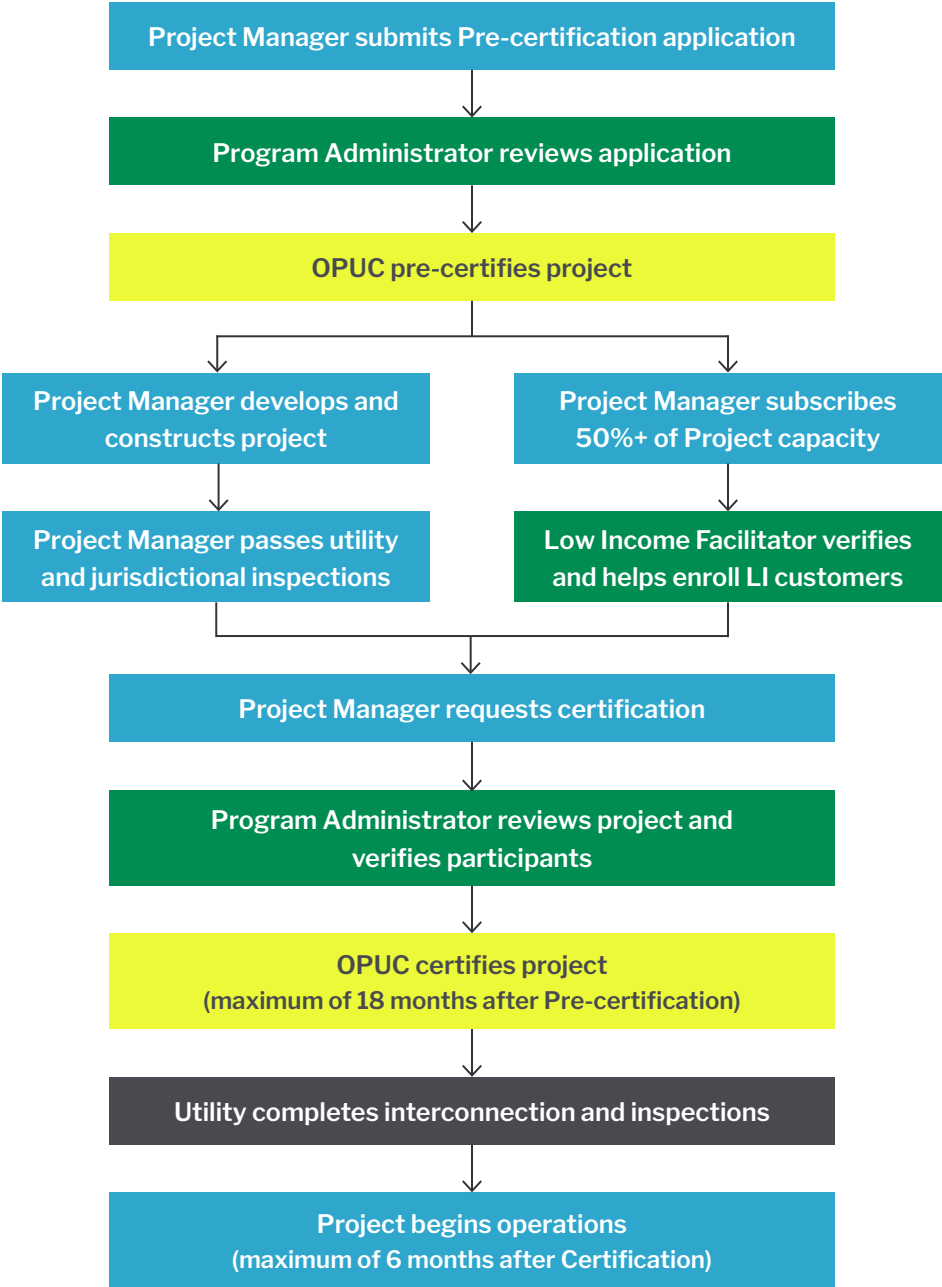 Project Manager submits Pre-certification application
Program Administrator reviews application
OPUC pre-certifies project
Project Manager develops and
constructs project
Project Manager subscribes
50%+ of Project capacity
Project Manager passes utility
and jurisdictional inspections
Low Income Facilitator verifies
and helps enroll LI customers
Project Manager requests certification
Program Administrator reviews project and
verifies participants
OPUC certifies project
(maximum of 18 months after Pre-certification)
Utility completes interconnection and inspections
Project begins operations
(maximum of 6 months after Certification)